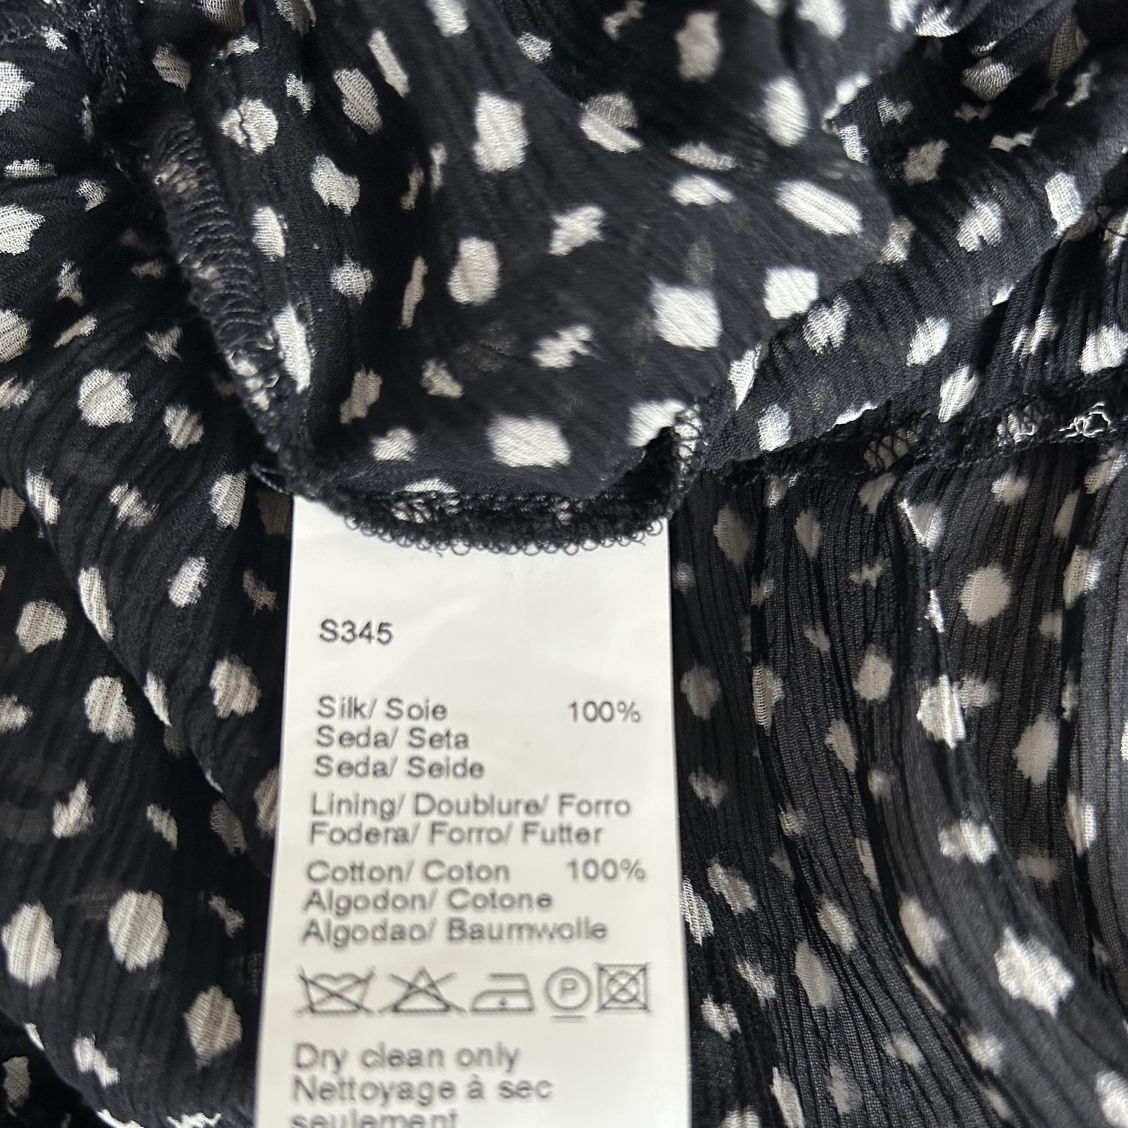 S345
Silk/ Soie 100%
Seda/ Seta
Seda/ Seide
Lining/ Doublure/ Forro
Fodera/ Forro/ Futter
Cotton/ Coton 100%
Algodon/ Cotone
Algodao/ Baumwolle
P
Dry clean only
Nettoyage à sec
seulement